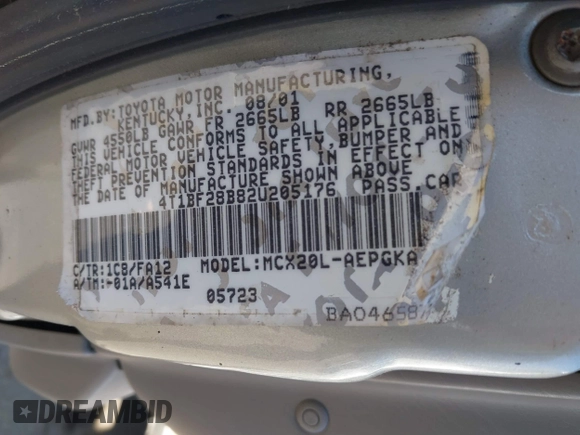 MFD.BY:TOYOTA MOTOR MANUFACTURING,
KENTUCKY,INC. 08/01
GVWR 4556LB GAWR FR 2665LB RR 2665LB
THIS VEHICLE CONFORMS TO ALL APPLICABLE
FEDERAL MOTOR VEHICLE SAFETY,BUMPER AND
THEFT PREVENTION STANDARDS IN EFFECT ON
THE DATE OF MANUFACTURE SHOWN ABOVE
4T1BF28B82U205176 PASS.CAR
C/TR:1C8/FA12 MODEL:MCX20L-AEPGKA
A/TM:-01A/A541E
05723
BA04658
DREAMBID